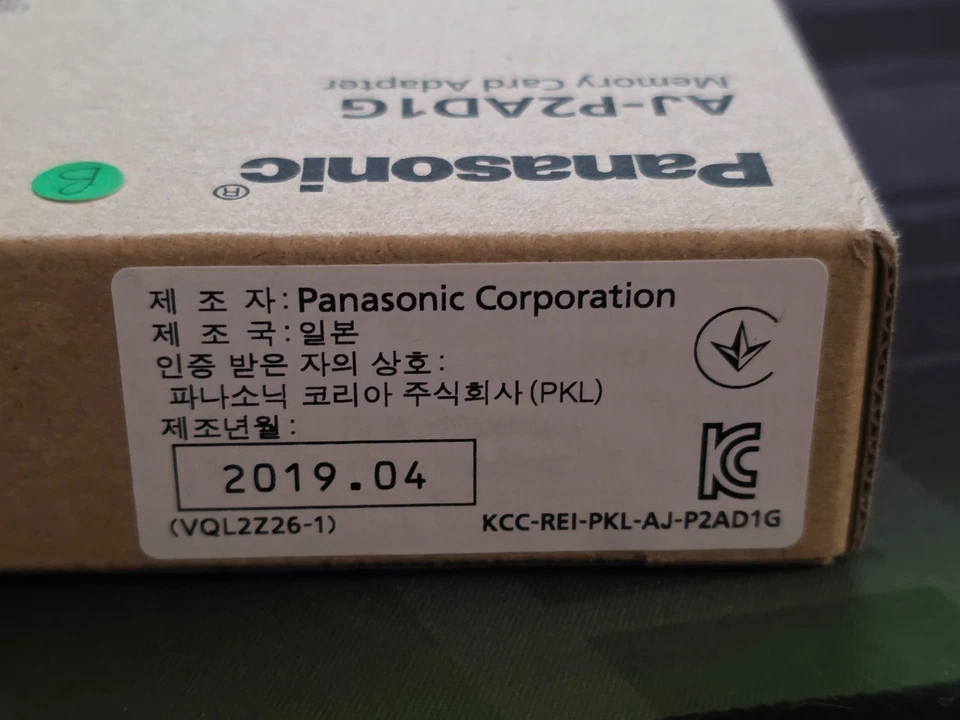 Panasonic®
AJ-P2AD1G
Memory Card Adapter
B
제 조 자: Panasonic Corporation
제 조 국: 일본
인증 받은 자의 상호:
파나소닉 코리아 주식회사(PKL)
제조년월:
2019.04
(VQL2Z26-1)
KC
KCC-REI-PKL-AJ-P2AD1G